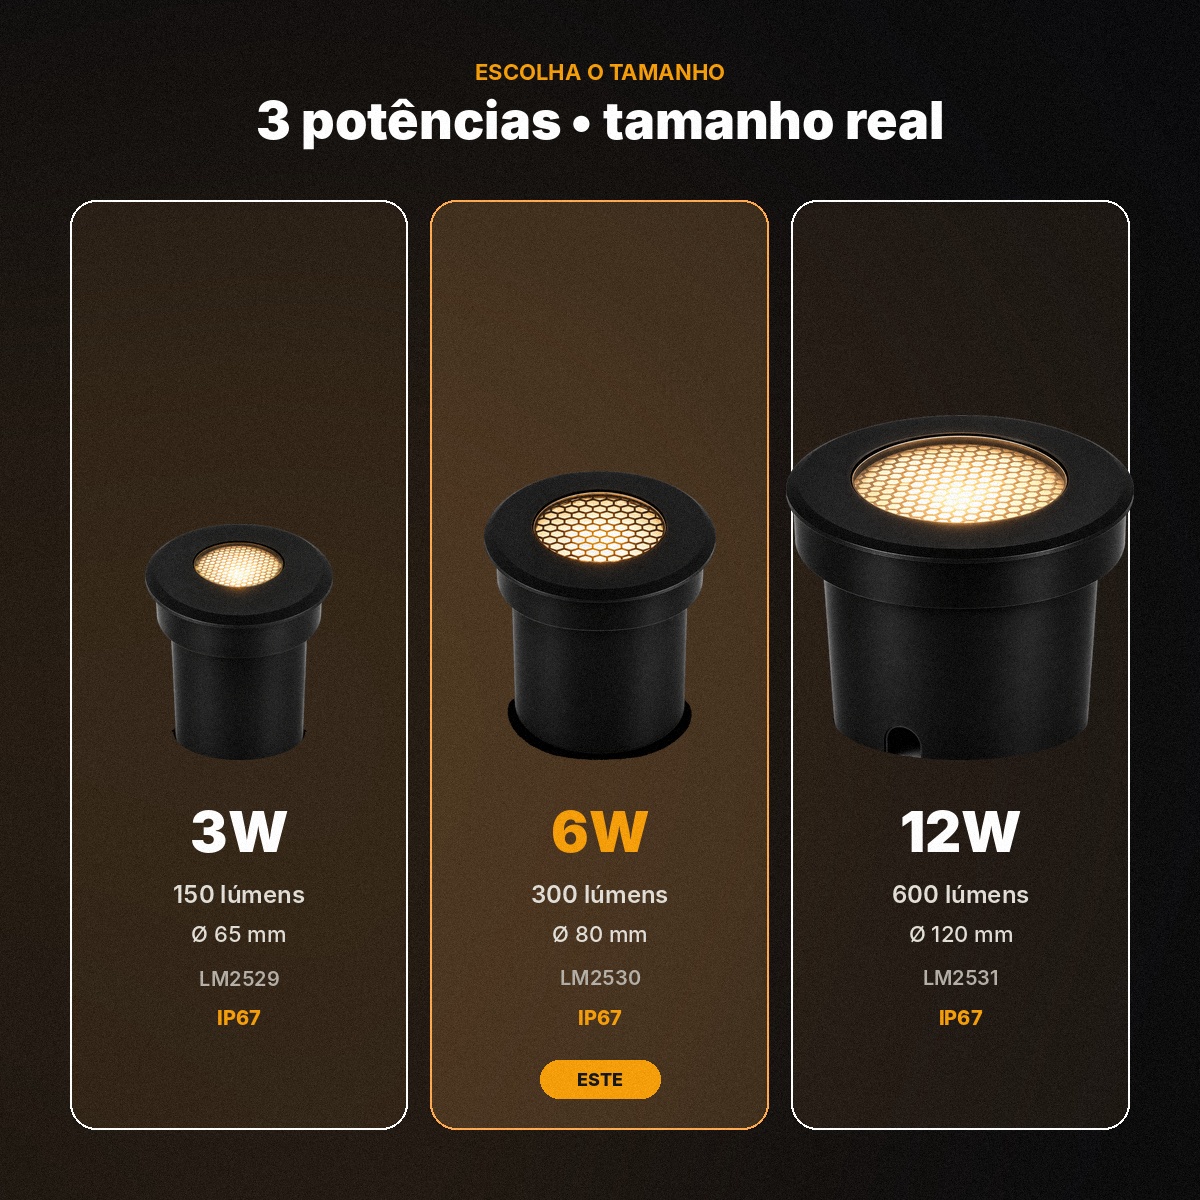 ESCOLHA O TAMANHO
3 potências • tamanho real
3W
150 lúmens
Ø 65 mm
LM2529
IP67
6W
300 lúmens
Ø 80 mm
LM2530
IP67
ESTE
12W
600 lúmens
Ø 120 mm
LM2531
IP67